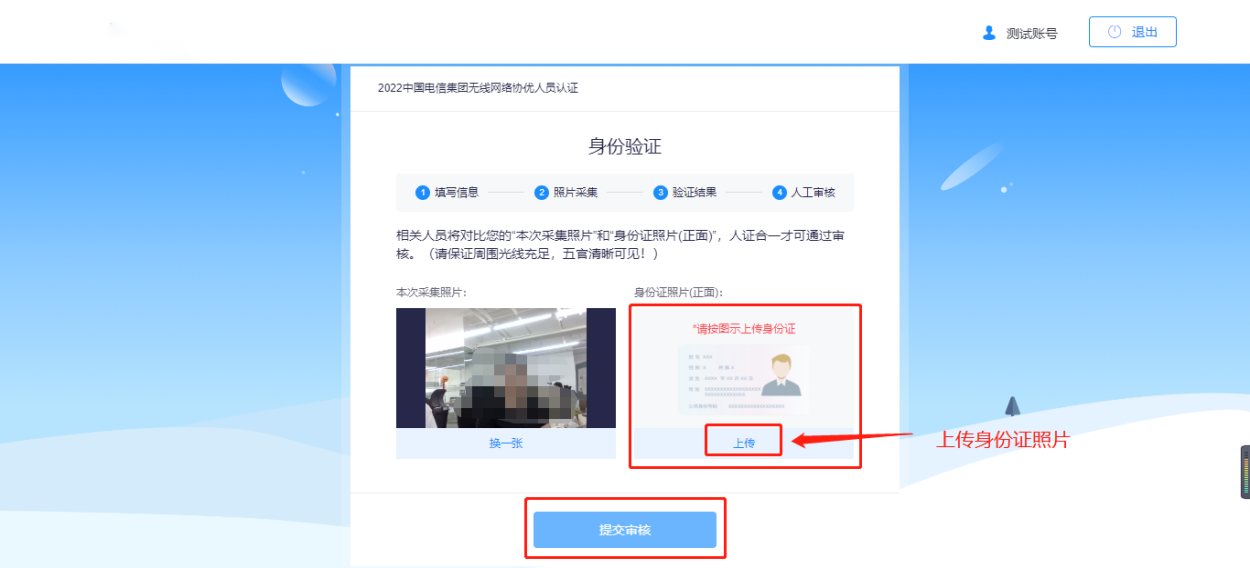 测试账号
退出
2022中国电信集团无线网络协优人员认证
身份验证
1 填写信息 2 照片采集 3 验证结果 4 人工审核
相关人员将对比您的“本次采集照片”和“身份证照片(正面)”，人证合一才可通过审
核。（请保证周围光线充足，五官清晰可见！）
本次采集照片：
身份证照片(正面)：
*请按图示上传身份证
换一张
上传
上传身份证照片
提交审核